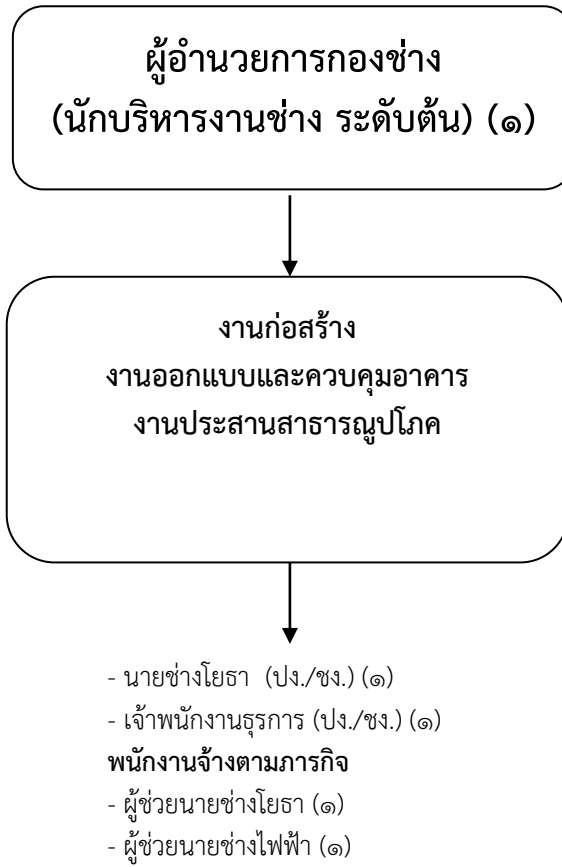 ผู้อำนวยการกองช่าง
(นักบริหารงานช่าง ระดับต้น) (๑)
งานก่อสร้าง
งานออกแบบและควบคุมอาคาร
งานประสานสาธารณูปโภค
- นายช่างโยธา (ปง./ชง.) (๑)
- เจ้าพนักงานธุรการ (ปง./ชง.) (๑)
พนักงานจ้างตามภารกิจ
- ผู้ช่วยนายช่างโยธา (๑)
- ผู้ช่วยนายช่างไฟฟ้า (๑)